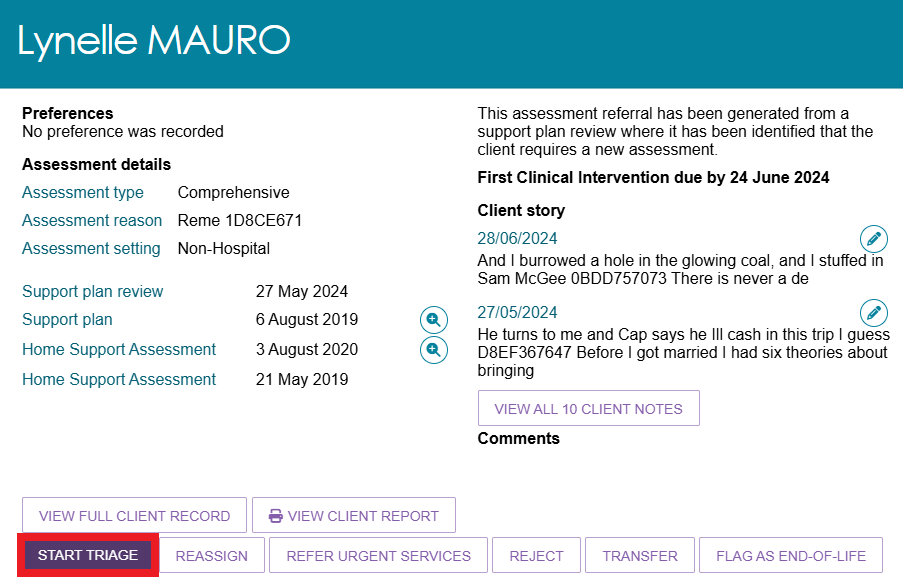 Lynelle MAURO
Preferences
No preference was recorded
Assessment details
Assessment type Comprehensive
Assessment reason Reme 1D8CE671
Assessment setting Non-Hospital
Support plan review 27 May 2024
Support plan 6 August 2019
Home Support Assessment 3 August 2020
Home Support Assessment 21 May 2019
This assessment referral has been generated from a
support plan review where it has been identified that the
client requires a new assessment.
First Clinical Intervention due by 24 June 2024
Client story
28/06/2024
And I burrowed a hole in the glowing coal, and I stuffed in
Sam McGee 0BDD757073 There is never a de
27/05/2024
He turns to me and Cap says he Ill cash in this trip I guess
D8EF367647 Before I got married I had six theories about
bringing
VIEW ALL 10 CLIENT NOTES
Comments
VIEW FULL CLIENT RECORD VIEW CLIENT REPORT
START TRIAGE REASSIGN REFER URGENT SERVICES REJECT TRANSFER FLAG AS END-OF-LIFE